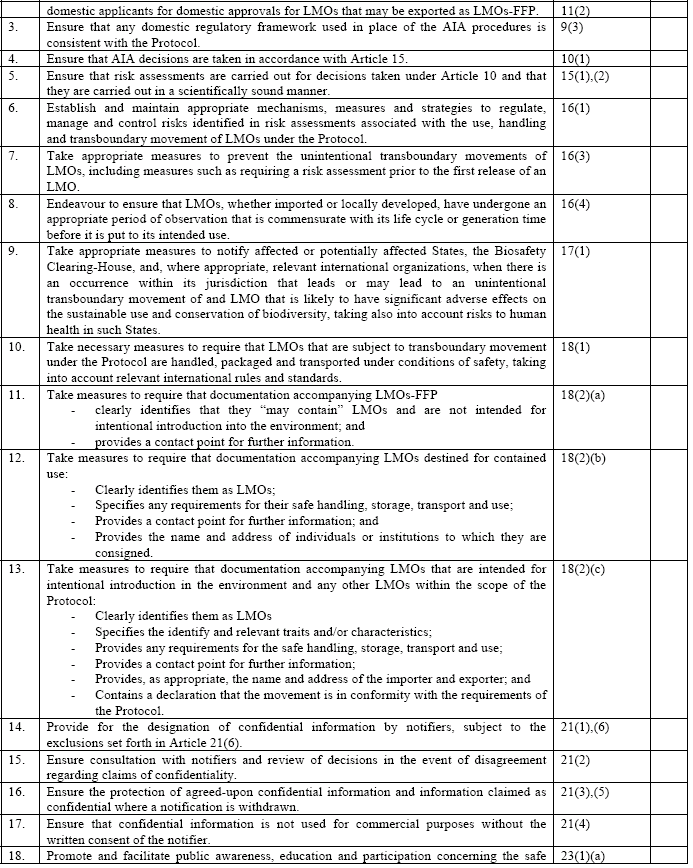 domestic applicants for domestic approvals for LMOs that may be exported as LMOs-FFP. 11(2)
3. Ensure that any domestic regulatory framework used in place of the AIA procedures is 9(3)
consistent with the Protocol.
4. Ensure that AIA decisions are taken in accordance with Article 15. 10(1)
5. Ensure that risk assessments are carried out for decisions taken under Article 10 and that 15(1),(2)
they are carried out in a scientifically sound manner.
6. Establish and maintain appropriate mechanisms, measures and strategies to regulate, 16(1)
manage and control risks identified in risk assessments associated with the use, handling
and transboundary movement of LMOs under the Protocol.
7. Take appropriate measures to prevent the unintentional transboundary movements of 16(3)
LMOs, including measures such as requiring a risk assessment prior to the first release of an
LMO.
8. Endeavour to ensure that LMOs, whether imported or locally developed, have undergone an 16(4)
appropriate period of observation that is commensurate with its life cycle or generation time
before it is put to its intended use.
9. Take appropriate measures to notify affected or potentially affected States, the Biosafety 17(1)
Clearing-House, and, where appropriate, relevant international organizations, when there is
an occurrence within its jurisdiction that leads or may lead to an unintentional
transboundary movement of and LMO that is likely to have significant adverse effects on
the sustainable use and conservation of biodiversity, taking also into account risks to human
health in such States.
10. Take necessary measures to require that LMOs that are subject to transboundary movement 18(1)
under the Protocol are handled, packaged and transported under conditions of safety, taking
into account relevant international rules and standards.
11. Take measures to require that documentation accompanying LMOs-FFP 18(2)(a)
- clearly identifies that they “may contain” LMOs and are not intended for
intentional introduction into the environment; and
- provides a contact point for further information.
12. Take measures to require that documentation accompanying LMOs destined for contained 18(2)(b)
use:
- Clearly identifies them as LMOs;
- Specifies any requirements for their safe handling, storage, transport and use;
- Provides a contact point for further information; and
- Provides the name and address of individuals or institutions to which they are
consigned.
13. Take measures to require that documentation accompanying LMOs that are intended for 18(2)(c)
intentional introduction in the environment and any other LMOs within the scope of the
Protocol:
- Clearly identifies them as LMOs
- Specifies the identify and relevant traits and/or characteristics;
- Provides any requirements for the safe handling, storage, transport and use;
- Provides a contact point for further information;
- Provides, as appropriate, the name and address of the importer and exporter; and
- Contains a declaration that the movement is in conformity with the requirements of
the Protocol.
14. Provide for the designation of confidential information by notifiers, subject to the 21(1),(6)
exclusions set forth in Article 21(6).
15. Ensure consultation with notifiers and review of decisions in the event of disagreement 21(2)
regarding claims of confidentiality.
16. Ensure the protection of agreed-upon confidential information and information claimed as 21(3),(5)
confidential where a notification is withdrawn.
17. Ensure that confidential information is not used for commercial purposes without the 21(4)
written consent of the notifier.
18. Promote and facilitate public awareness, education and participation concerning the safe 23(1)(a)